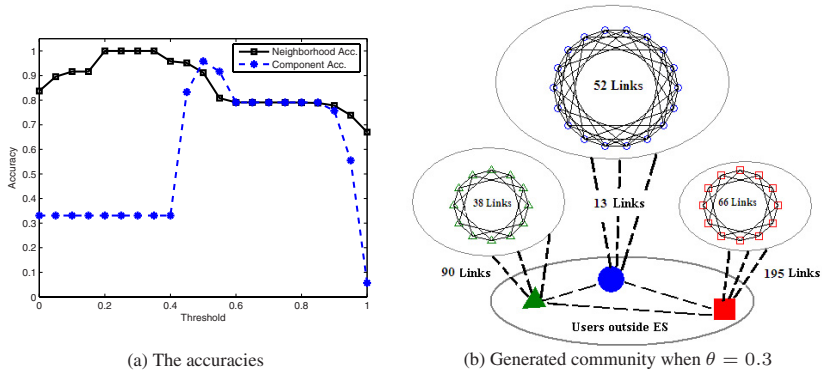 Neighborhood Acc.
Component Acc.
Accuracy
1
0.9
0.8
0.7
0.6
0.5
0.4
0.3
0.2
0.1
0
0 0.2 0.4 0.6 0.8 1
Threshold
(a) The accuracies
52 Links
38 Links
66 Links
13 Links
90 Links
195 Links
Users outside ES
(b) Generated community when θ = 0.3